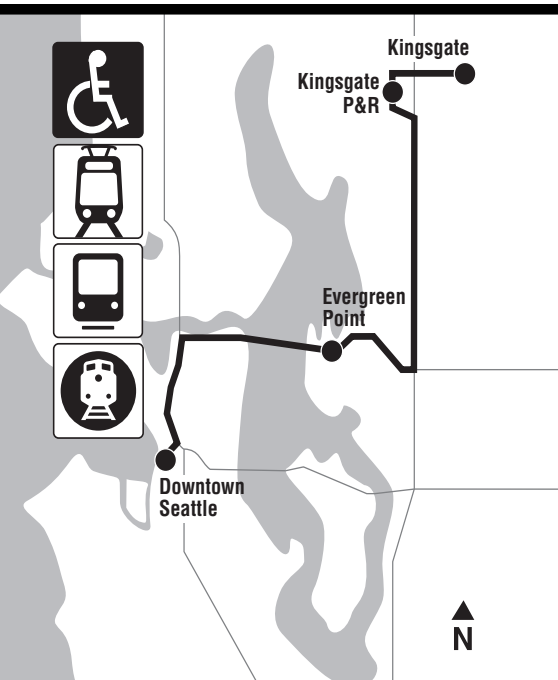 Kingsgate
Kingsgate
P&R
Evergreen
Point
Downtown
Seattle
N